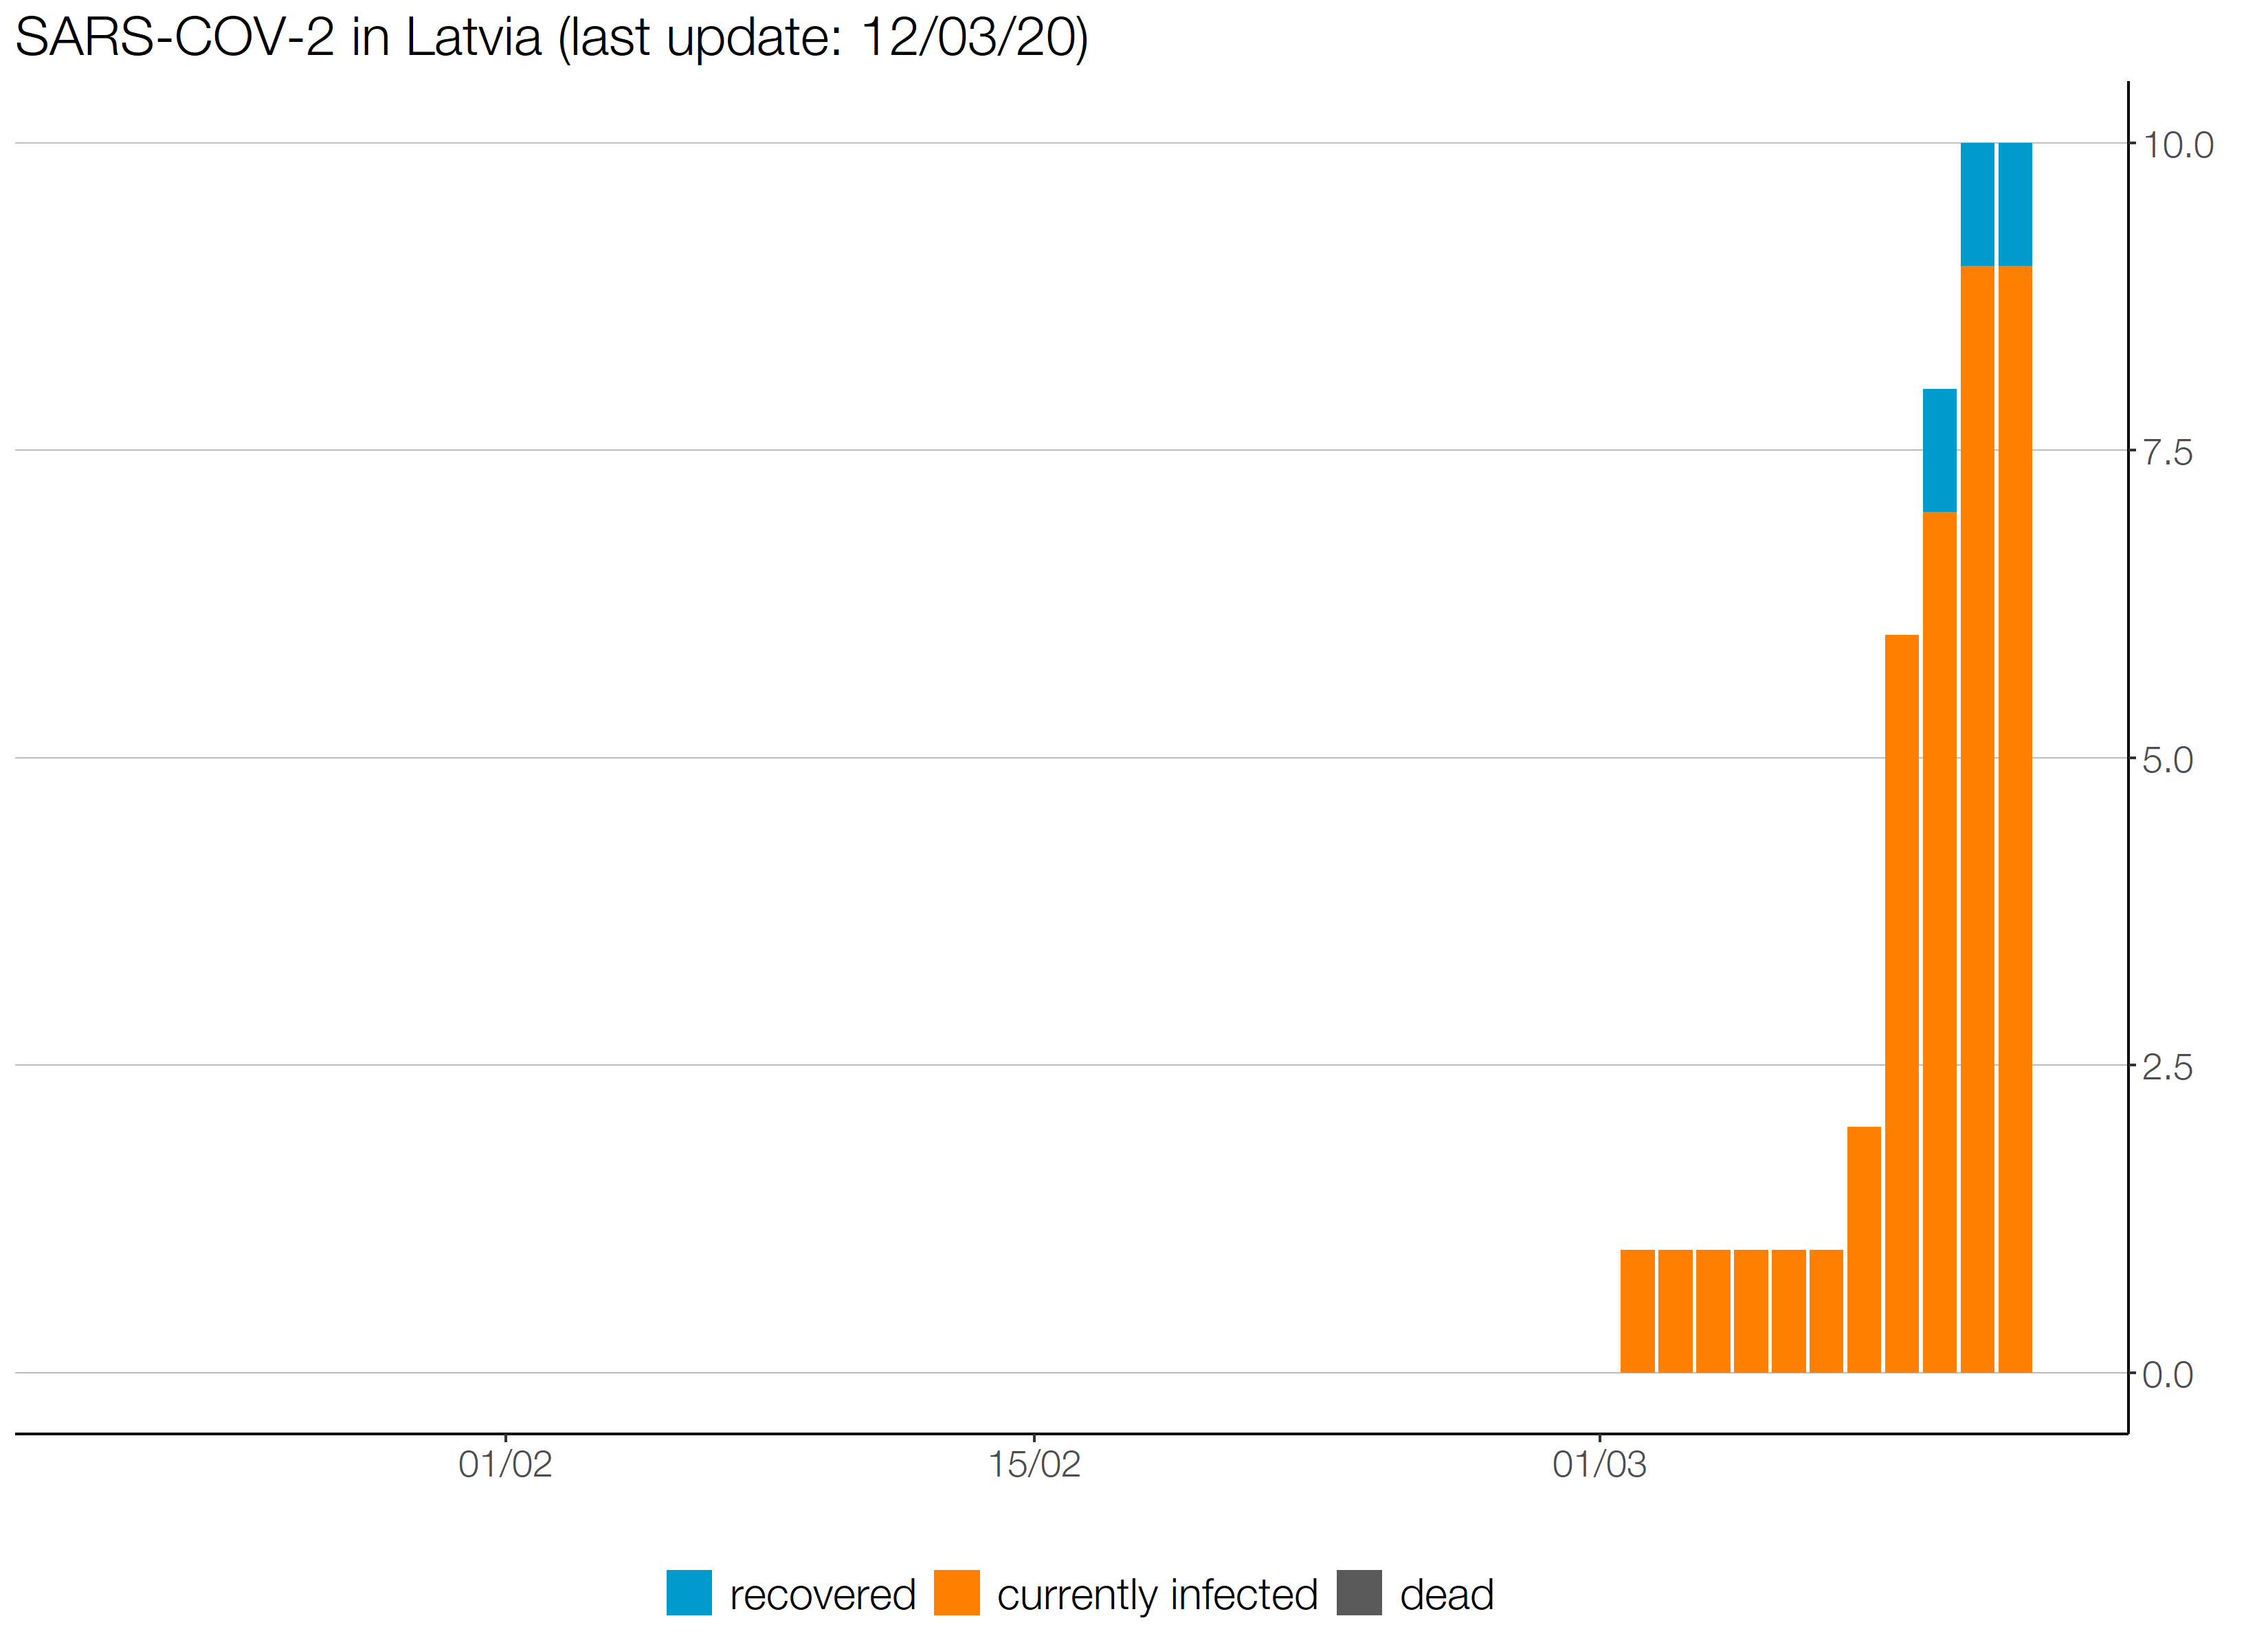 SARS-COV-2 in Latvia (last update: 12/03/20)
10.0
7.5
5.0
2.5
0.0
01/02 15/02 01/03
recovered currently infected dead